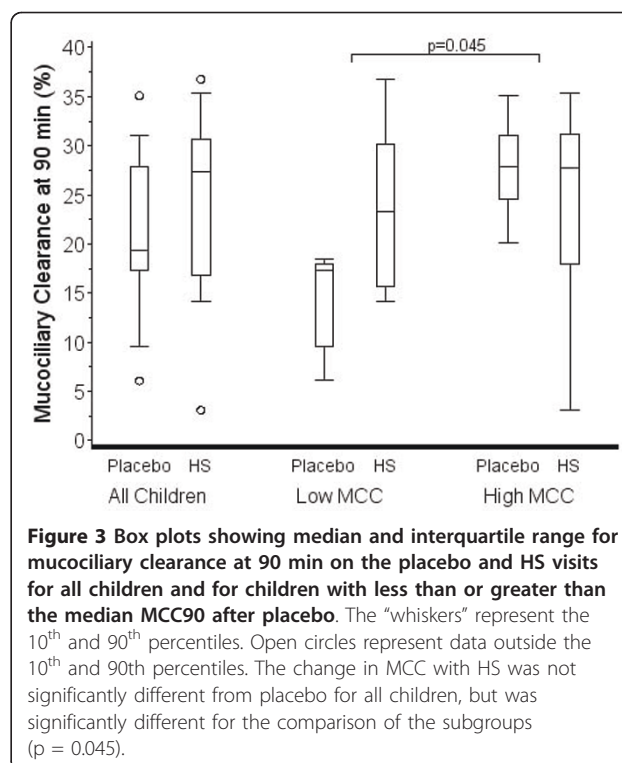 40
35
30
25
20
15
10
5
0
Mucociliary Clearance at 90 min (%)
p=0.045
Placebo HS Placebo HS Placebo HS
All Children Low MCC High MCC
Figure 3 Box plots showing median and interquartile range for
mucociliary clearance at 90 min on the placebo and HS visits
for all children and for children with less than or greater than
the median MCC90 after placebo. The “whiskers” represent the
10th and 90th percentiles. Open circles represent data outside the
10th and 90th percentiles. The change in MCC with HS was not
significantly different from placebo for all children, but was
significantly different for the comparison of the subgroups
(p = 0.045).